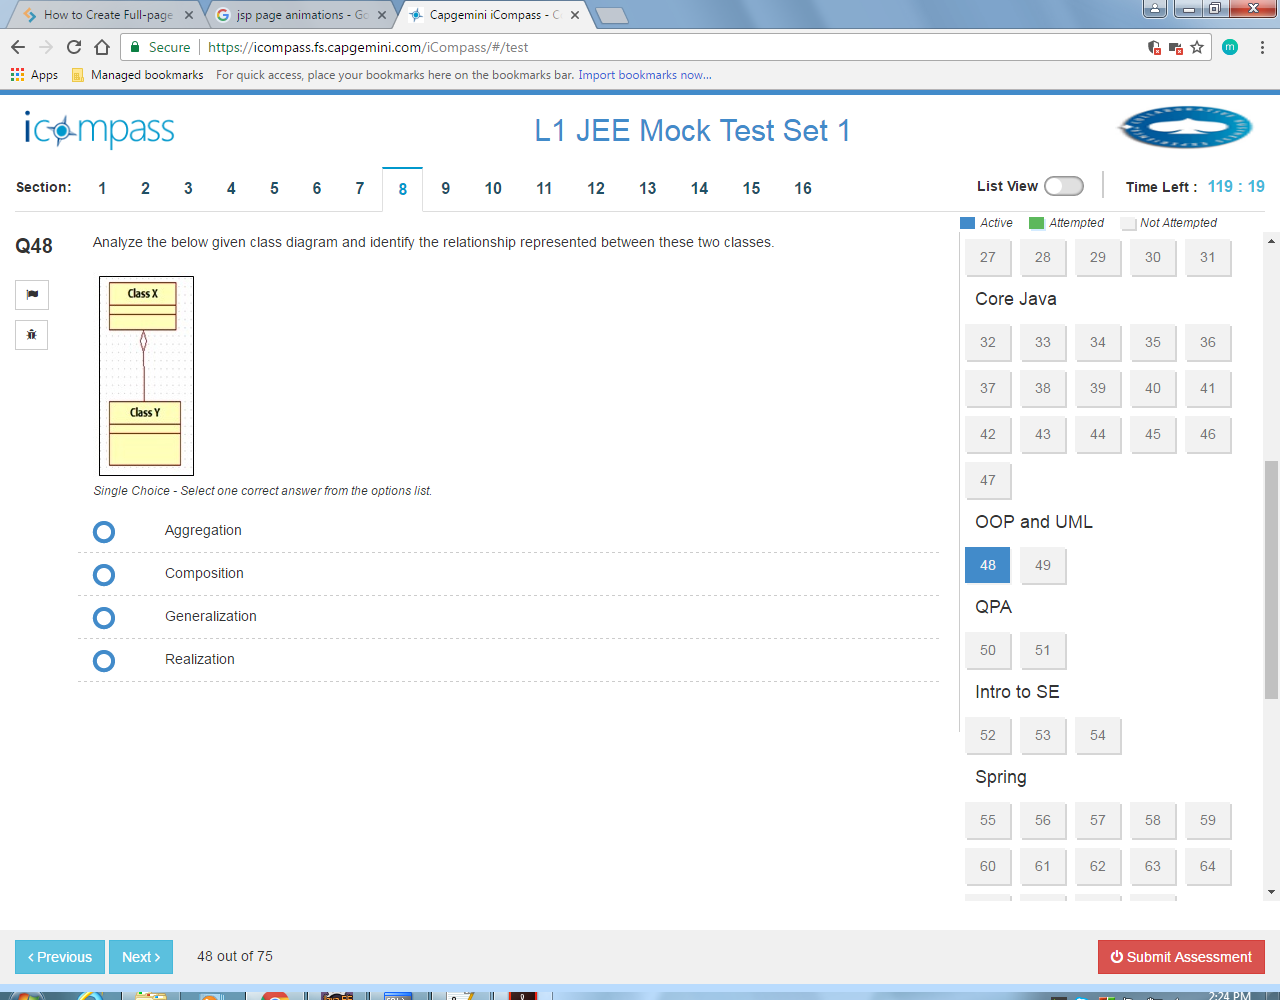 How to Create Full-page
jsp page animations - Go
Capgemini iCompass - C
Secure
https://icompass.fs.capgemini.com/iCompass/#/test
m
Apps
Managed bookmarks
For quick access, place your bookmarks here on the bookmarks bar. Import bookmarks now...
icompass
L1 JEE Mock Test Set 1
Section: 1 2 3 4 5 6 7 8 9 10 11 12 13 14 15 16
List View
Time Left : 119 : 19
Active Attempted Not Attempted
Q48
Analyze the below given class diagram and identify the relationship represented between these two classes.
Class X
Class Y
Single Choice - Select one correct answer from the options list.
Aggregation
Composition
Generalization
Realization
27 28 29 30 31
Core Java
32 33 34 35 36
37 38 39 40 41
42 43 44 45 46
47
OOP and UML
48 49
QPA
50 51
Intro to SE
52 53 54
Spring
55 56 57 58 59
60 61 62 63 64
‹ Previous
Next ›
48 out of 75
Submit Assessment
2:24 PM